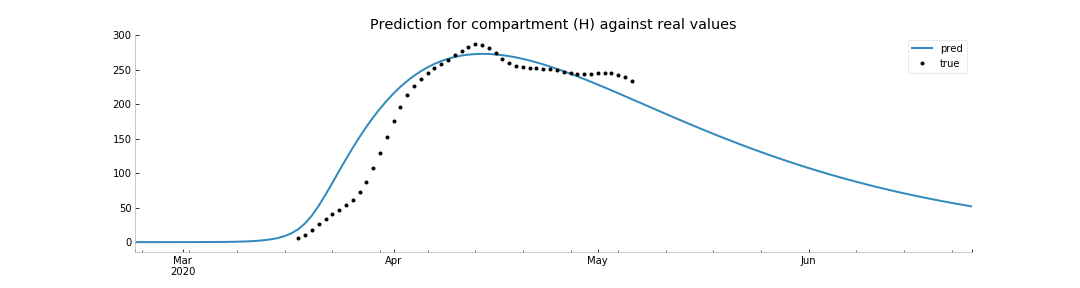 Prediction for compartment (H) against real values
300
250
200
150
100
50
0
pred
true
Mar
2020
Apr
May
Jun